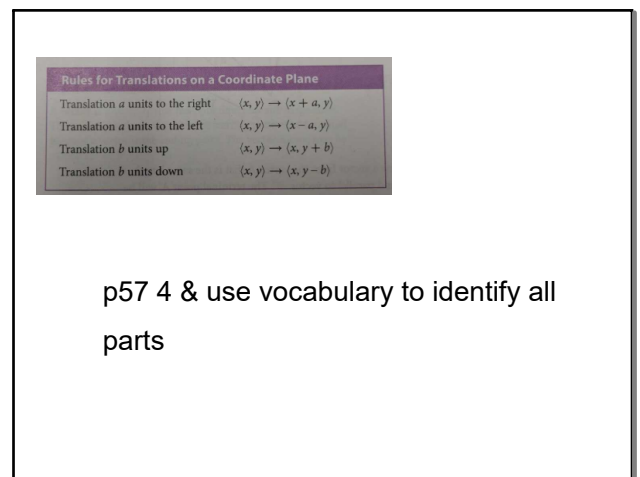 Rules for Translations on a Coordinate Plane
Translation a units to the right ⟨x, y⟩ → ⟨x + a, y⟩
Translation a units to the left ⟨x, y⟩ → ⟨x − a, y⟩
Translation b units up ⟨x, y⟩ → ⟨x, y + b⟩
Translation b units down ⟨x, y⟩ → ⟨x, y − b⟩
p57 4 & use vocabulary to identify all
parts